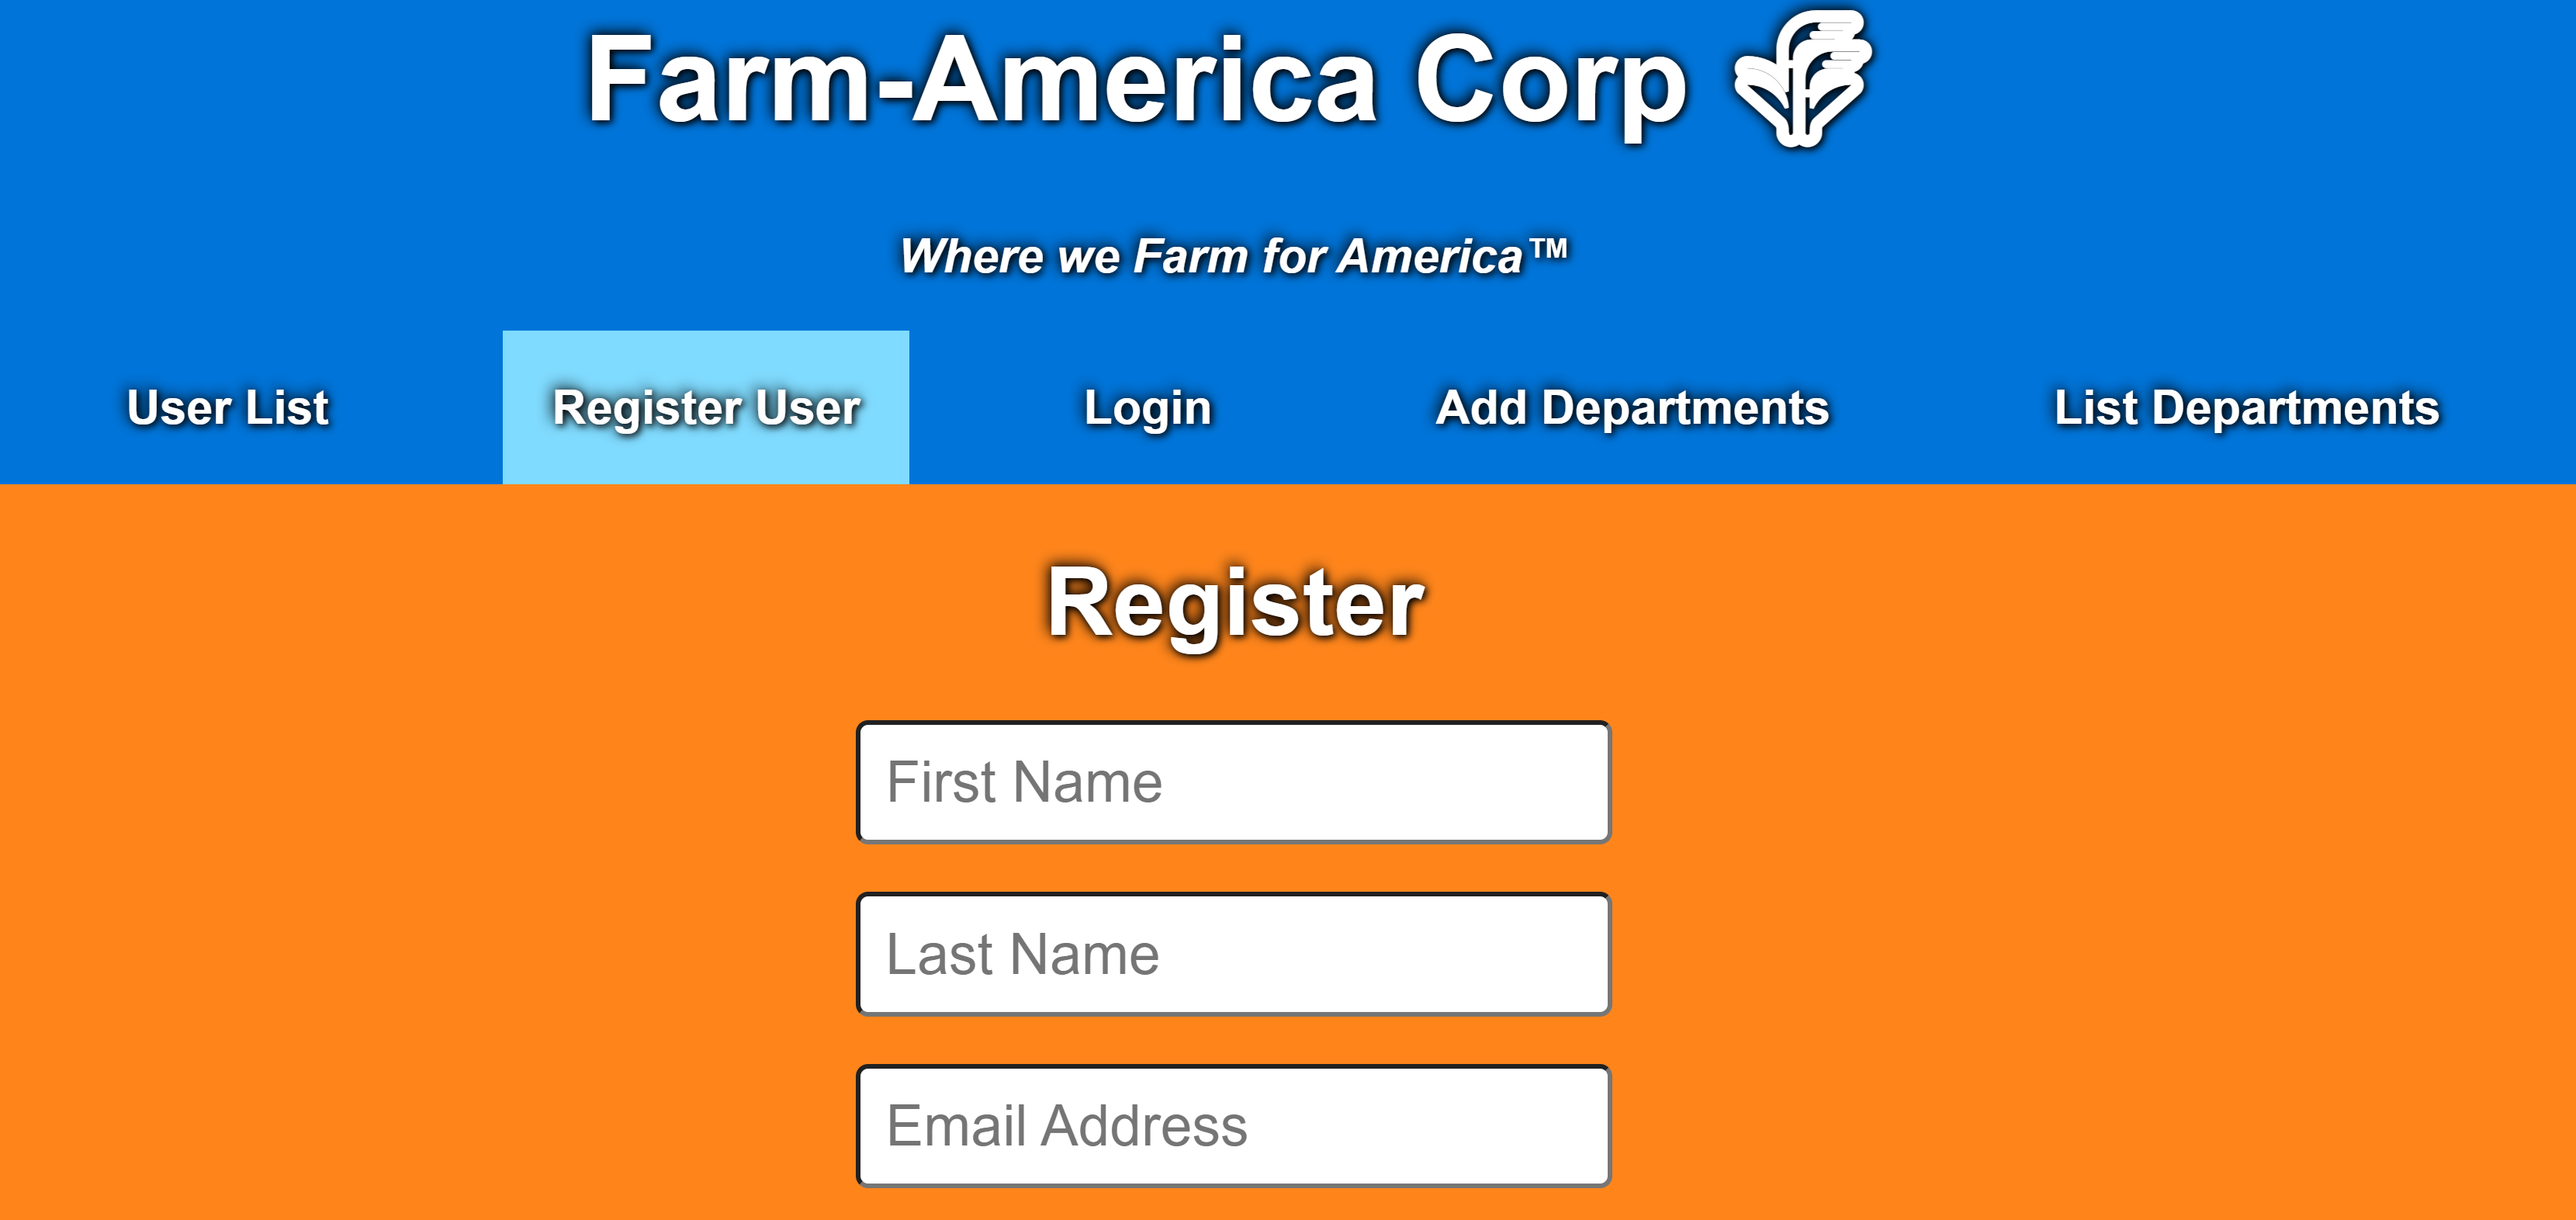 Farm-America Corp
Where we Farm for America™
User List Register User Login Add Departments List Departments
Register
First Name
Last Name
Email Address